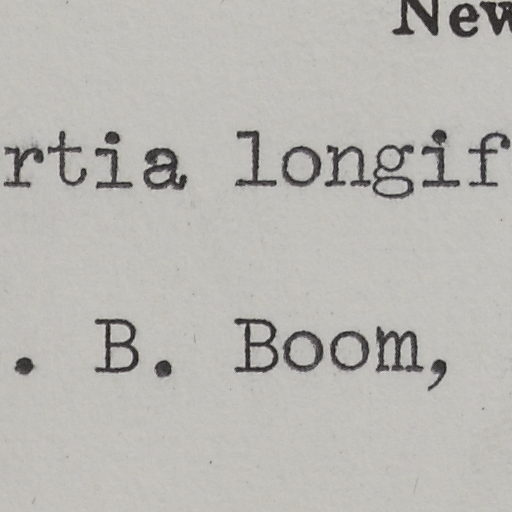 New
rtia longif
. B. Boom,